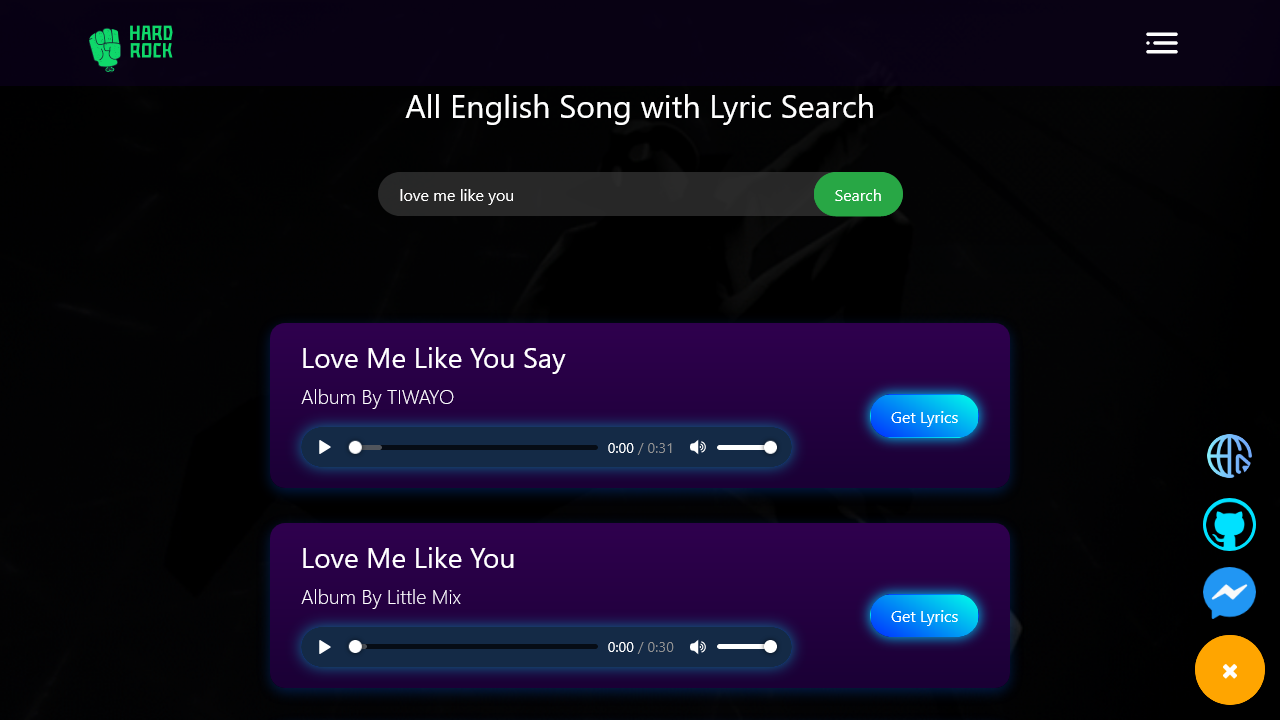 HARD
ROCK
All English Song with Lyric Search
love me like you
Search
Love Me Like You Say
Album By TIWAYO
0:00 / 0:31
Get Lyrics
Love Me Like You
Album By Little Mix
0:00 / 0:30
Get Lyrics